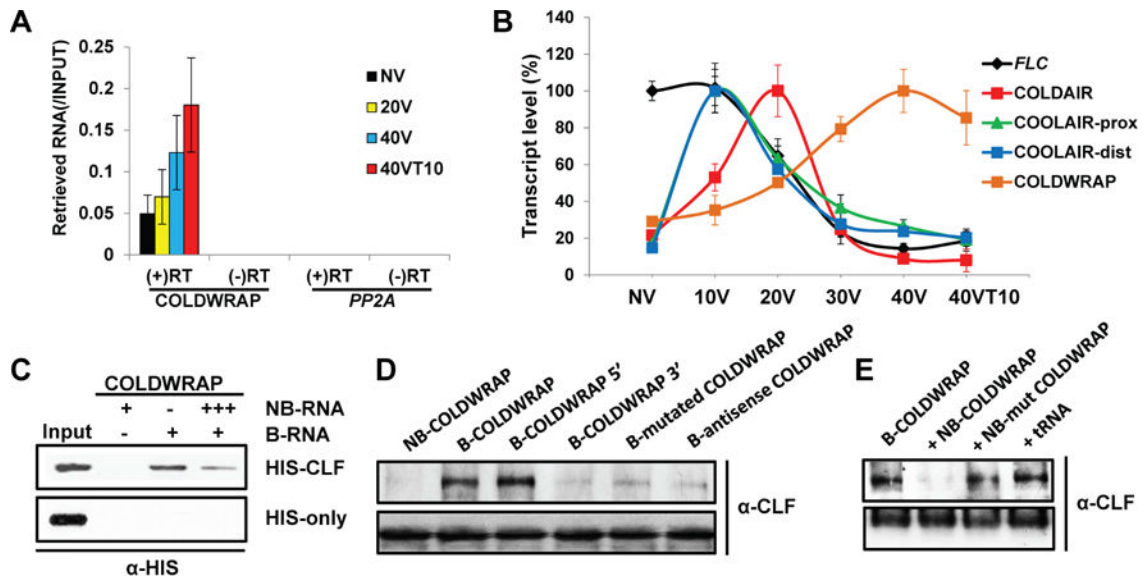 A
Retrieved RNA(/INPUT)
0.25
0.2
0.15
0.1
0.05
0
NV
20V
40V
40VT10
(+)RT (-)RT (+)RT (-)RT
COLDWRAP PP2A
B
Transcript level (%)
140
120
100
80
60
40
20
0
NV 10V 20V 30V 40V 40VT10
FLC
COLDAIR
COOLAIR-prox
COOLAIR-dist
COLDWRAP
C
COLDWRAP
+ - +++ NB-RNA
Input - + + B-RNA
HIS-CLF
HIS-only
α-HIS
D
NB-COLDWRAP
B-COLDWRAP
B-COLDWRAP 5’
B-COLDWRAP 3’
B-mutated COLDWRAP
B-antisense COLDWRAP
α-CLF
E
B-COLDWRAP
+ NB-COLDWRAP
+ NB-mut COLDWRAP
+ tRNA
α-CLF